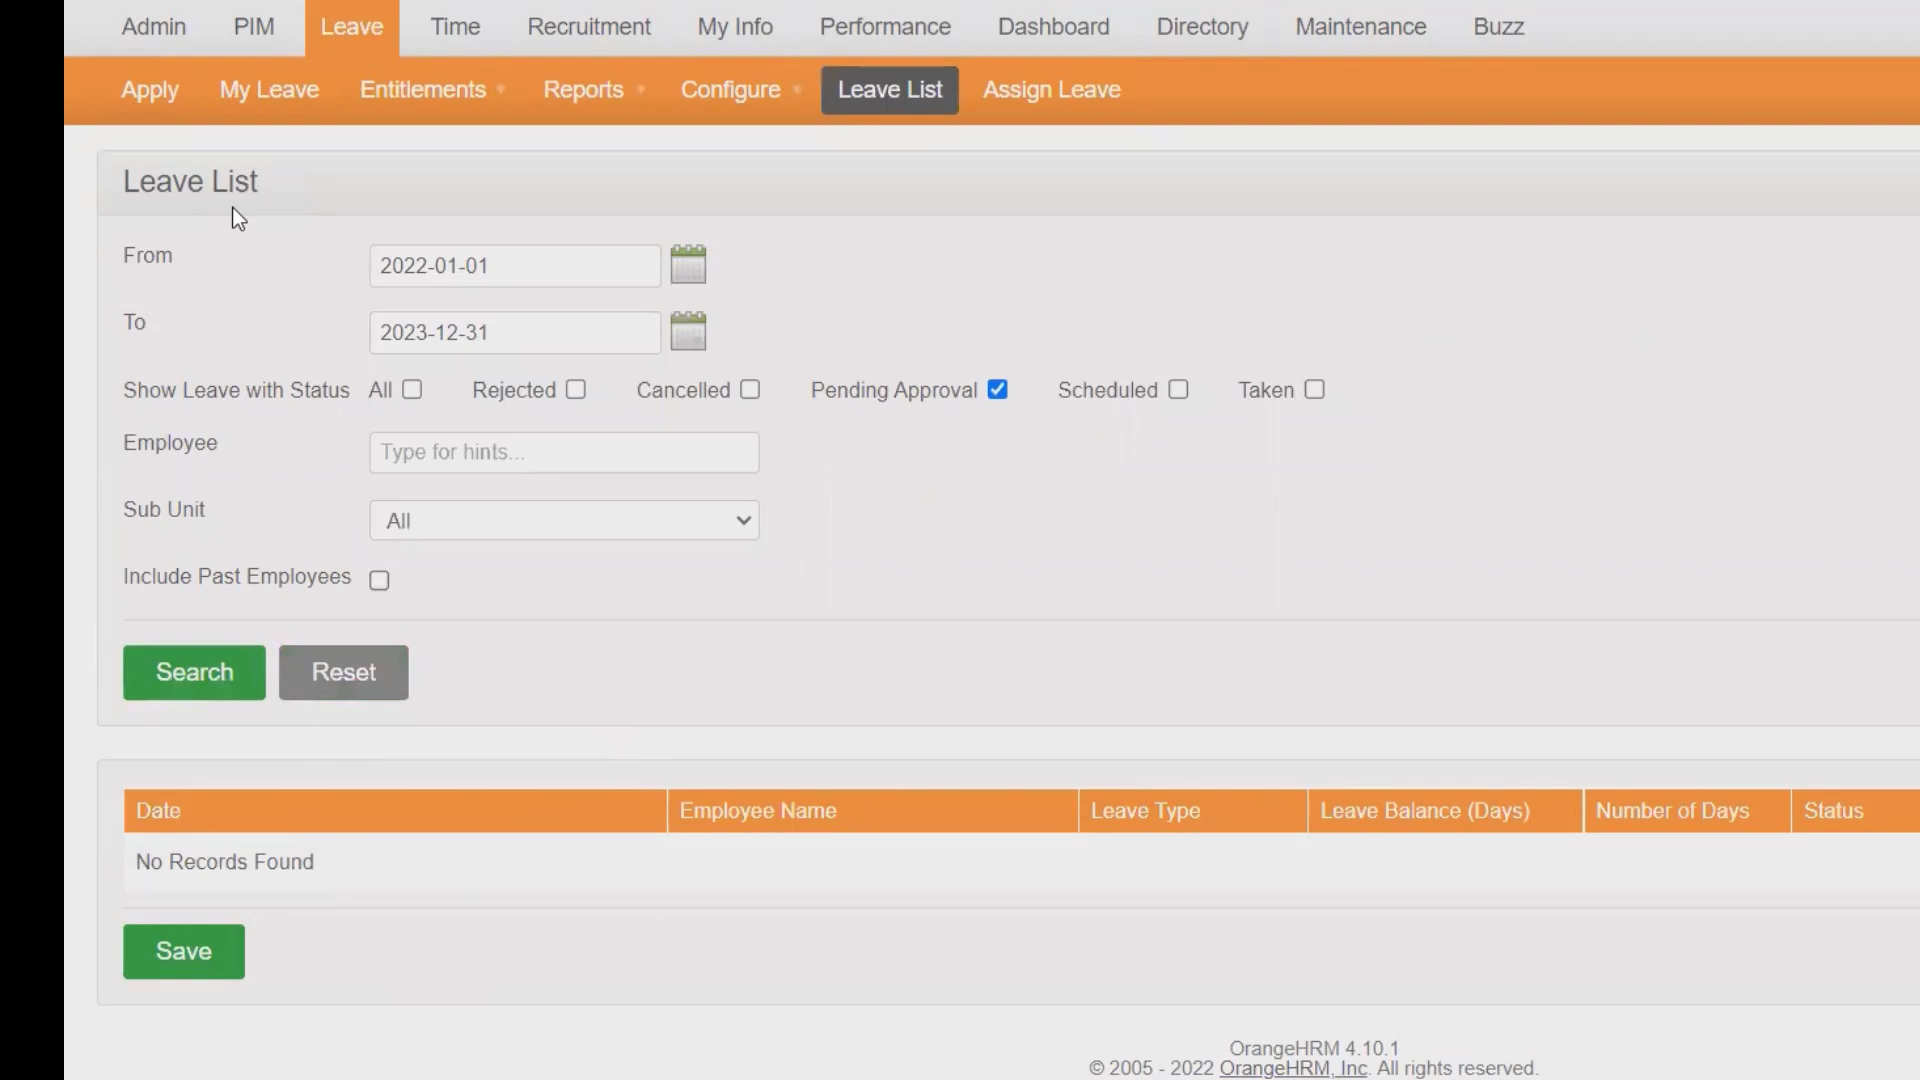 Admin PIM Leave Time Recruitment My Info Performance Dashboard Directory Maintenance Buzz
Apply My Leave Entitlements Reports Configure Leave List Assign Leave
Leave List
From 2022-01-01
To 2023-12-31
Show Leave with Status All Rejected Cancelled Pending Approval Scheduled Taken
Employee Type for hints...
Sub Unit All
Include Past Employees
Search Reset
Date Employee Name Leave Type Leave Balance (Days) Number of Days Status
No Records Found
Save
OrangeHRM 4.10.1
© 2005 - 2022 OrangeHRM, Inc. All rights reserved.